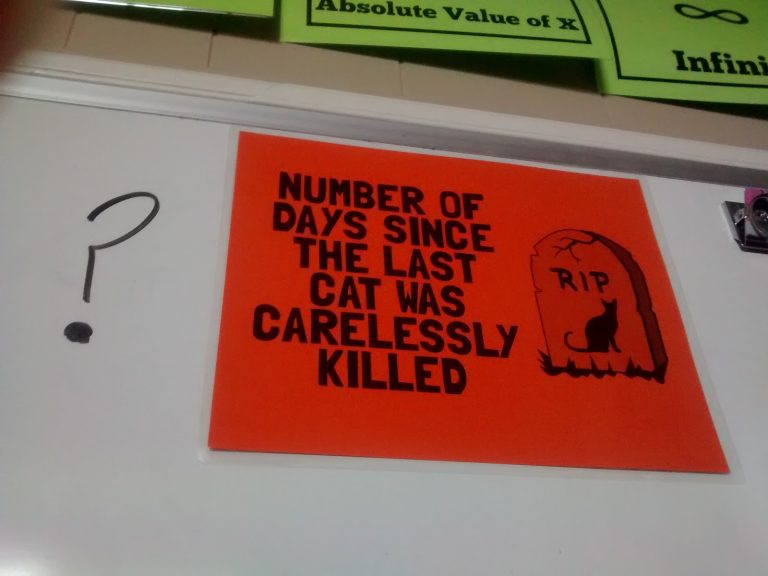 Absolute Value of X
∞
Infini
?
NUMBER OF
DAYS SINCE
THE LAST
CAT WAS
CARELESSLY
KILLED
RIP